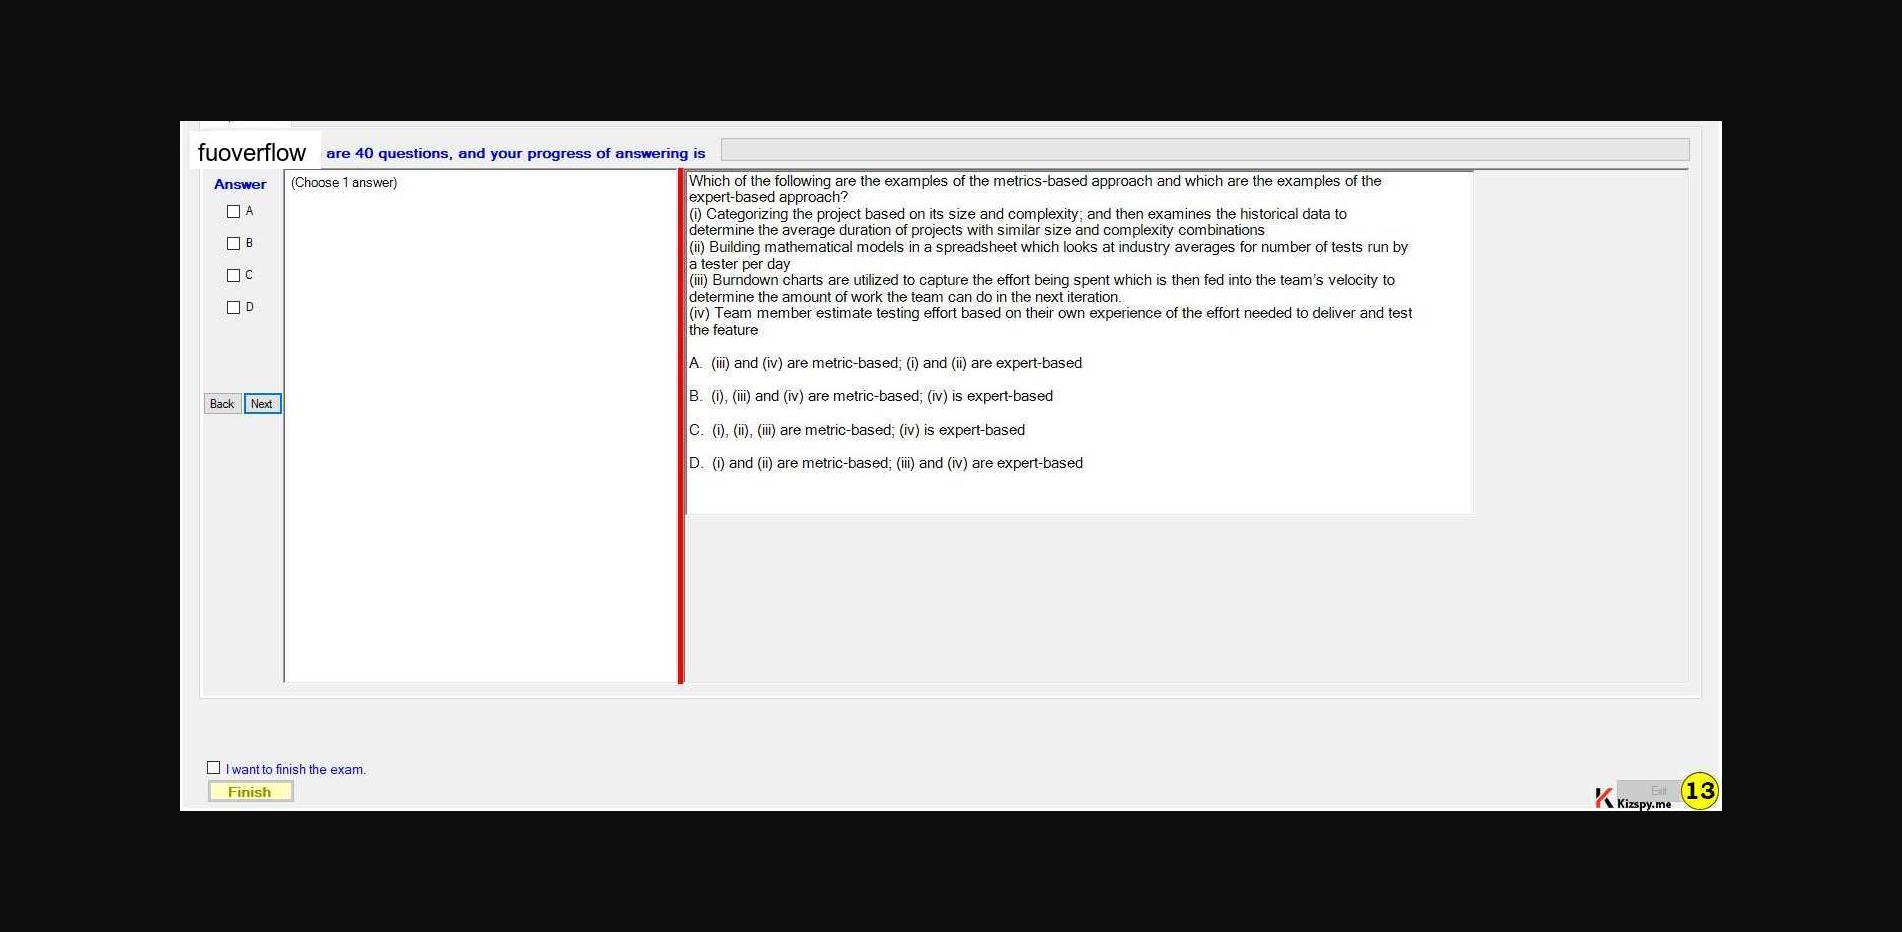 fuoverflow are 40 questions, and your progress of answering is
Answer
(Choose 1 answer)
A
B
C
D
Back Next
Which of the following are the examples of the metrics-based approach and which are the examples of the
expert-based approach?
(i) Categorizing the project based on its size and complexity; and then examines the historical data to
determine the average duration of projects with similar size and complexity combinations
(ii) Building mathematical models in a spreadsheet which looks at industry averages for number of tests run by
a tester per day
(iii) Burndown charts are utilized to capture the effort being spent which is then fed into the team's velocity to
determine the amount of work the team can do in the next iteration.
(iv) Team member estimate testing effort based on their own experience of the effort needed to deliver and test
the feature
A. (iii) and (iv) are metric-based; (i) and (ii) are expert-based
B. (i), (iii) and (iv) are metric-based; (iv) is expert-based
C. (i), (ii), (iii) are metric-based; (iv) is expert-based
D. (i) and (ii) are metric-based; (iii) and (iv) are expert-based
I want to finish the exam.
Finish
Exit
Kizspy.me
13